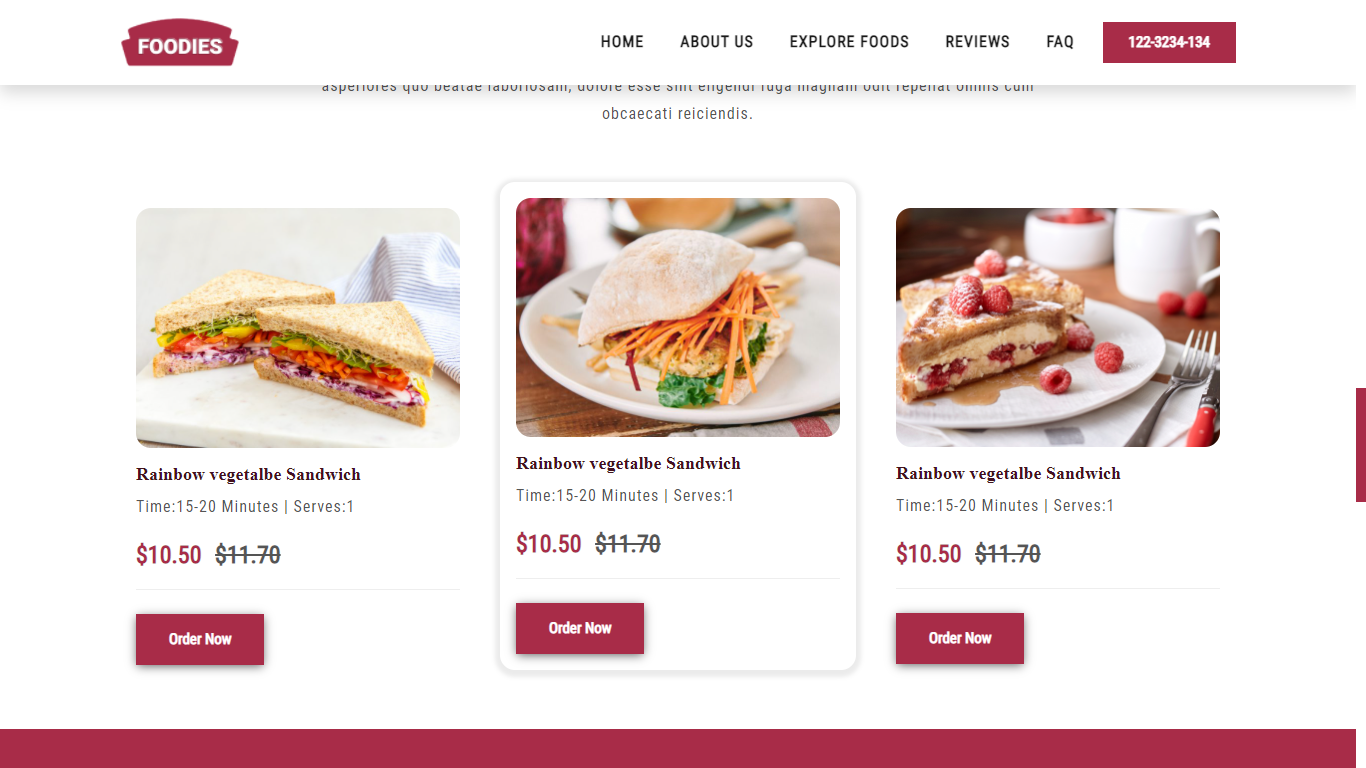 FOODIES
HOME ABOUT US EXPLORE FOODS REVIEWS FAQ 122-3234-134
asperiores quo beatae laboriosam, dolore esse sint eligendi fuga magnam odit repellat omnis cum
obcaecati reiciendis.
Rainbow vegetalbe Sandwich
Time:15-20 Minutes | Serves:1
$10.50 $11.70
Order Now
Rainbow vegetalbe Sandwich
Time:15-20 Minutes | Serves:1
$10.50 $11.70
Order Now
Rainbow vegetalbe Sandwich
Time:15-20 Minutes | Serves:1
$10.50 $11.70
Order Now